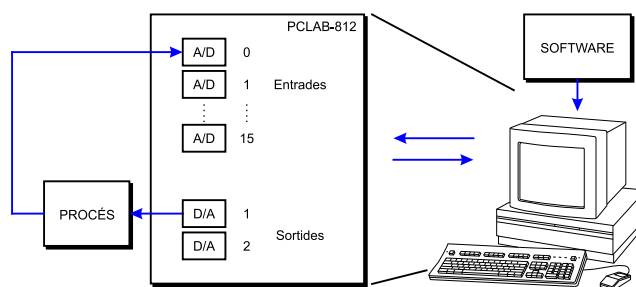 PCLAB-812
A/D 0
A/D 1 Entrades
A/D 15
D/A 1
Sortides
D/A 2
PROCÉS
SOFTWARE